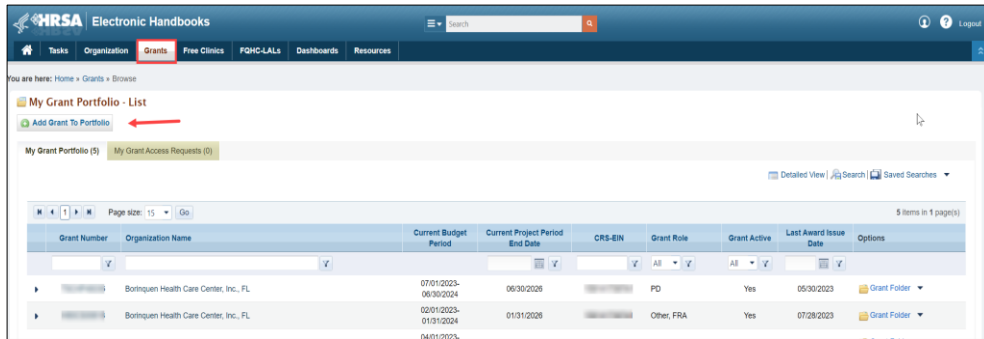 HRSA Electronic Handbooks
Search
? Logout
Tasks Organization Grants Free Clinics FQHC-LALs Dashboards Resources
You are here: Home » Grants » Browse
My Grant Portfolio - List
Add Grant To Portfolio
My Grant Portfolio (5) My Grant Access Requests (0)
Detailed View | Search | Saved Searches
1 Page size: 15 Go 5 items in 1 page(s)
Grant Number Organization Name Current Budget Period Current Project Period End Date CRS-EIN Grant Role Grant Active Last Award Issue Date Options
All All
Borinquen Health Care Center, Inc., FL 07/01/2023-06/30/2024 06/30/2026 PD Yes 05/30/2023 Grant Folder
Borinquen Health Care Center, Inc., FL 02/01/2023-01/31/2024 01/31/2026 Other, FRA Yes 07/28/2023 Grant Folder
04/01/2023-